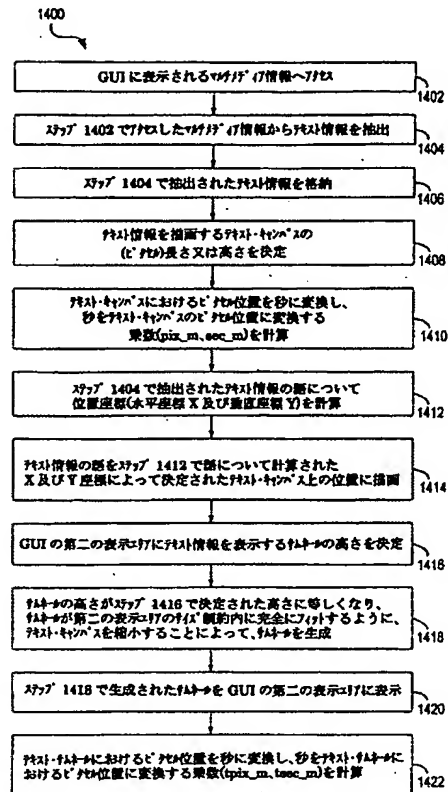 1400
GUI に表示されるマルチメディア情報へアクセス
1402
ステップ 1402 でアクセスしたマルチメディア情報からテキスト情報を抽出
1404
ステップ 1404 で抽出されたテキスト情報を格納
1406
テキスト情報を描画するテキスト・キャンバスの
(ピクセル)長さ又は高さを決定
1408
テキスト・キャンバスにおけるピクセル位置を秒に変換し、
秒をテキスト・キャンバスのピクセル位置に変換する
乗数(pix_m、sec_m)を計算
1410
ステップ 1404 で抽出されたテキスト情報の語について
位置座標(水平座標 X 及び垂直座標 Y)を計算
1412
テキスト情報の語をステップ 1412 で語について計算された
X 及び Y 座標によって決定されたテキスト・キャンバス上の位置に描画
1414
GUI の第二の表示エリアにテキスト情報を表示するサムネールの高さを決定
1416
サムネールの高さがステップ 1416 で決定された高さに等しくなり、
サムネールが第二の表示エリアのサイズ制約内に完全にフィットするように、
テキスト・キャンバスを縮小することによって、サムネールを生成
1418
ステップ 1418 で生成されたサムネールを GUI の第二の表示エリアに表示
1420
テキスト・サムネールにおけるピクセル位置を秒に変換し、秒をテキスト・サムネールに
おけるピクセル位置に変換する乗数(tpix_m、tsec_m)を計算
1422